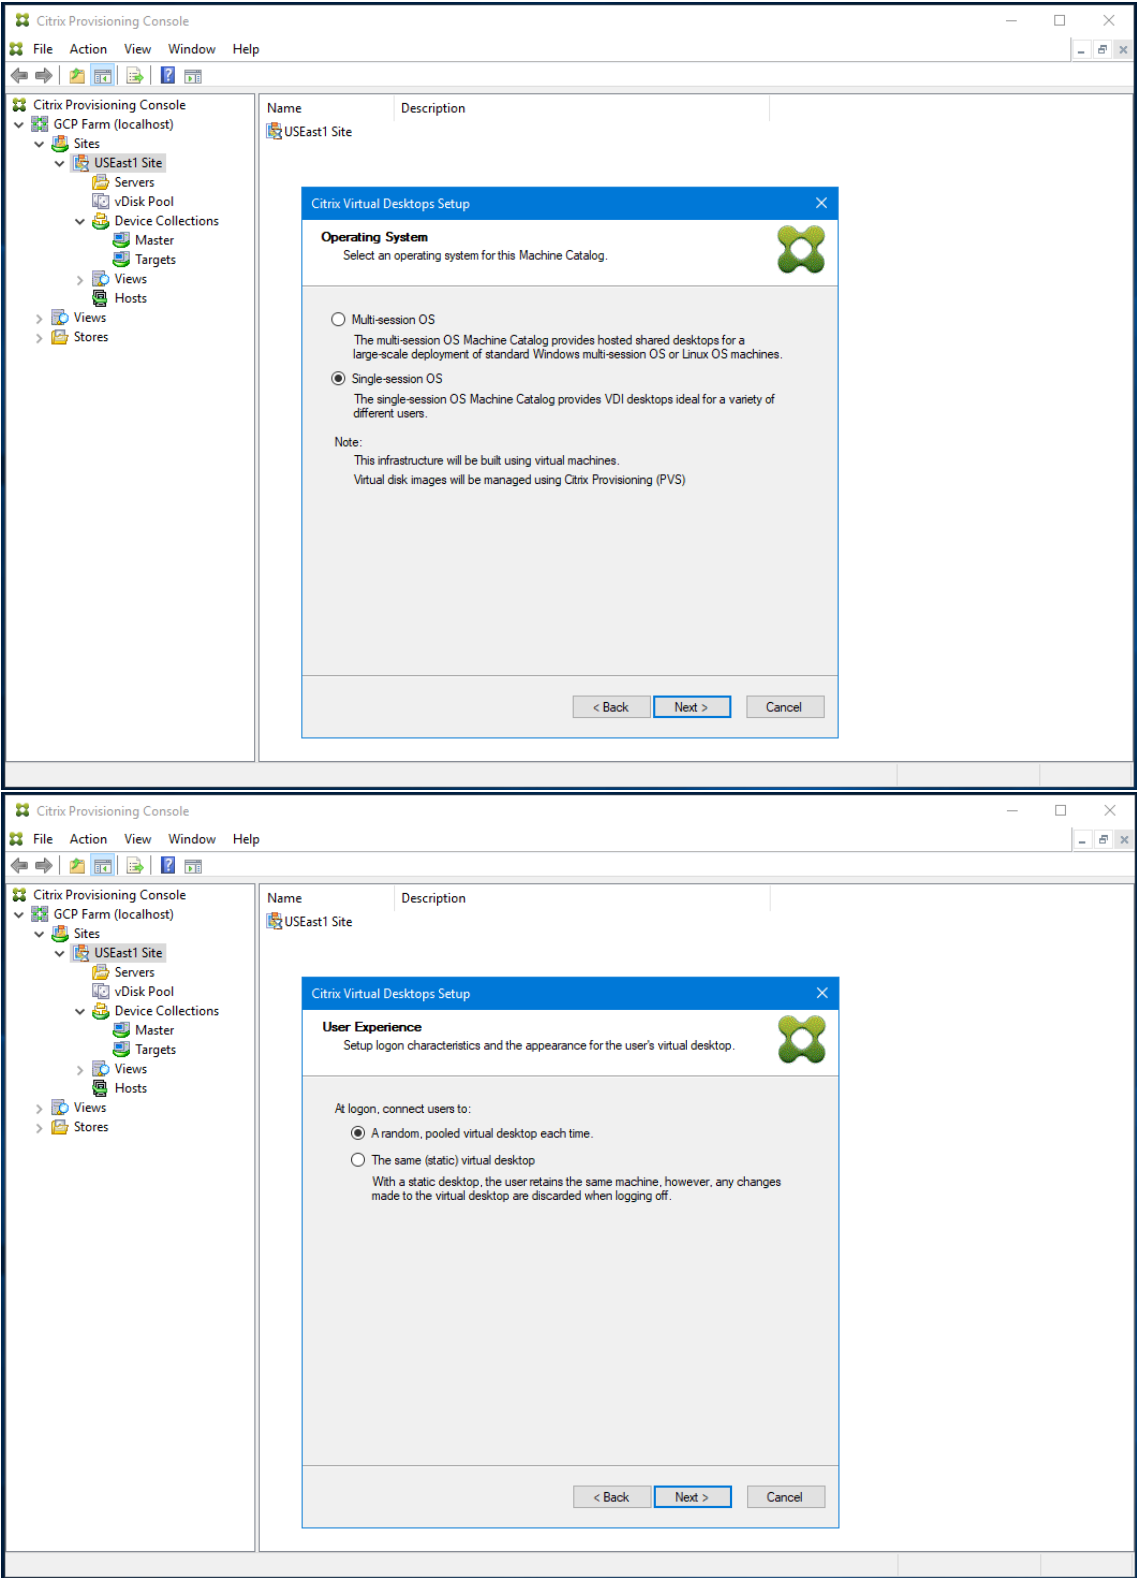 Citrix Provisioning Console
File Action View Window Help
Citrix Provisioning Console
GCP Farm (localhost)
Sites
USEast1 Site
Servers
vDisk Pool
Device Collections
Master
Targets
Views
Hosts
Views
Stores
Name Description
USEast1 Site
Citrix Virtual Desktops Setup
Operating System
Select an operating system for this Machine Catalog.
Multi-session OS
The multi-session OS Machine Catalog provides hosted shared desktops for a
large-scale deployment of standard Windows multi-session OS or Linux OS machines.
Single-session OS
The single-session OS Machine Catalog provides VDI desktops ideal for a variety of
different users.
Note:
This infrastructure will be built using virtual machines.
Virtual disk images will be managed using Citrix Provisioning (PVS)
< Back Next > Cancel
Citrix Provisioning Console
File Action View Window Help
Citrix Provisioning Console
GCP Farm (localhost)
Sites
USEast1 Site
Servers
vDisk Pool
Device Collections
Master
Targets
Views
Hosts
Views
Stores
Name Description
USEast1 Site
Citrix Virtual Desktops Setup
User Experience
Setup logon characteristics and the appearance for the user's virtual desktop.
At logon, connect users to:
A random, pooled virtual desktop each time.
The same (static) virtual desktop
With a static desktop, the user retains the same machine, however, any changes
made to the virtual desktop are discarded when logging off.
< Back Next > Cancel